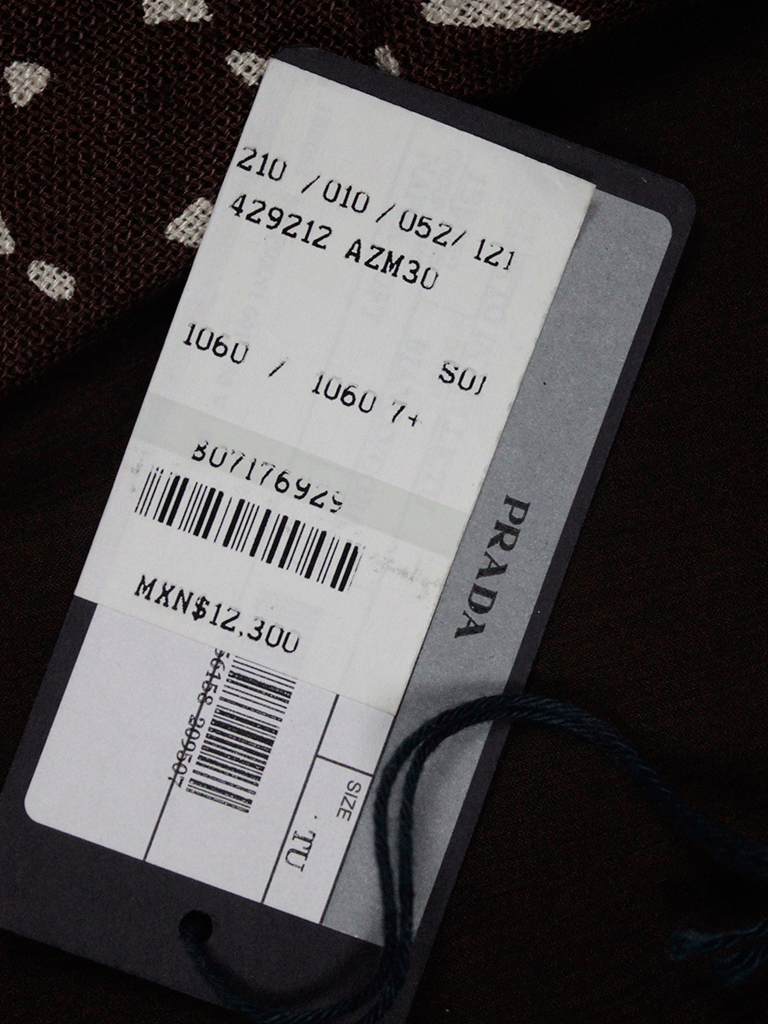 210 / 010 / 052/ 121
429212 AZM30
S01
1060 / 1060 7+
B07176929
MXN$12,300
PRADA
SIZE
TU